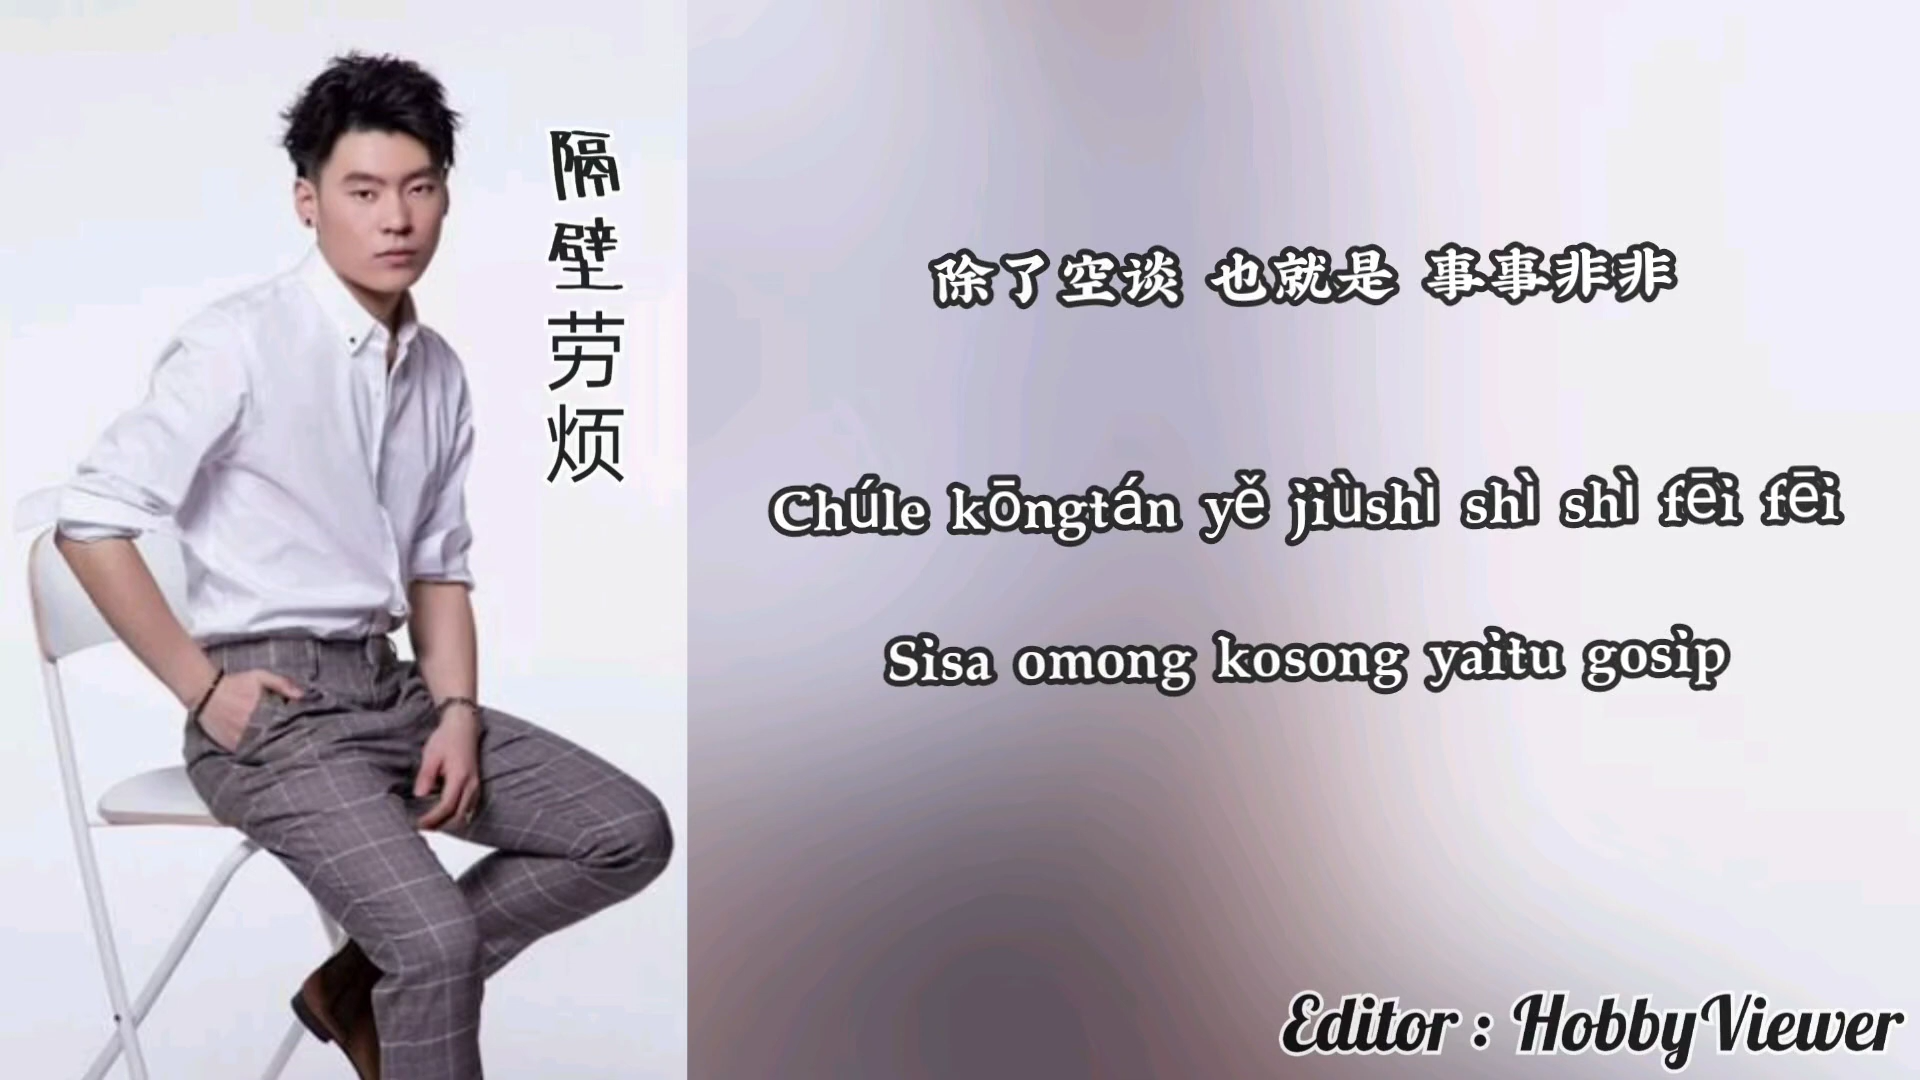 隔壁劳烦
除了空谈 也就是 事事非非
Chúle kōngtán yě jiùshì shì shì fēi fēi
Sisa omong kosong yaitu gosip
Editor : HobbyViewer